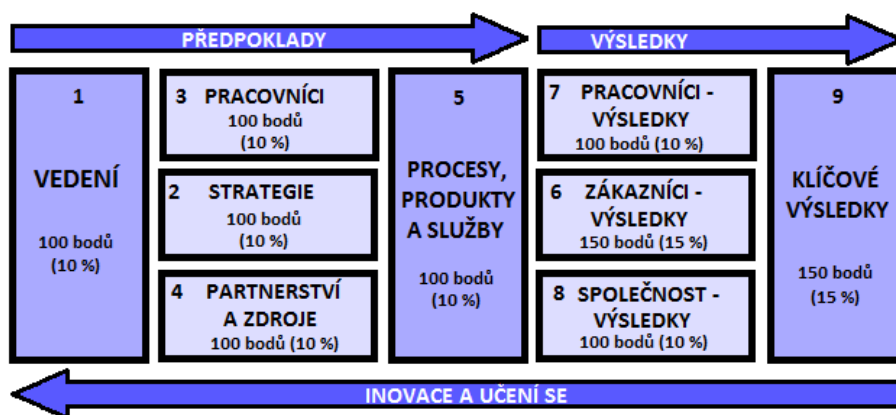 PŘEDPOKLADY
VÝSLEDKY
1
VEDENÍ
100 bodů
(10 %)
3 PRACOVNÍCI
100 bodů
(10 %)
2 STRATEGIE
100 bodů
(10 %)
4 PARTNERSTVÍ
A ZDROJE
100 bodů (10 %)
5
PROCESY,
PRODUKTY
A SLUŽBY
100 bodů
(10 %)
7 PRACOVNÍCI -
VÝSLEDKY
100 bodů (10 %)
6 ZÁKAZNÍCI -
VÝSLEDKY
150 bodů (15 %)
8 SPOLEČNOST -
VÝSLEDKY
100 bodů (10 %)
9
KLÍČOVÉ
VÝSLEDKY
150 bodů
(15 %)
INOVACE A UČENÍ SE